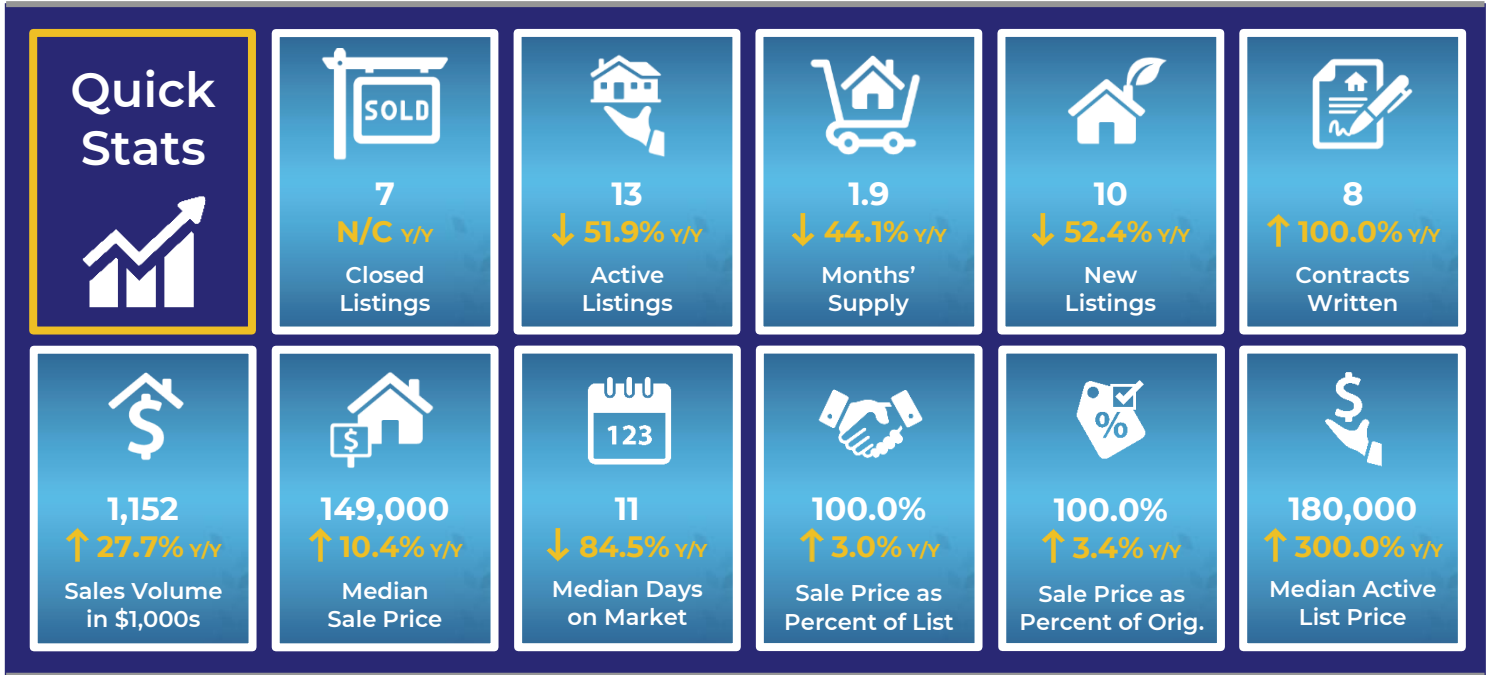 Quick
Stats
SOLD
7
N/C Y/Y
Closed
Listings
13
↓ 51.9% Y/Y
Active
Listings
1.9
↓ 44.1% Y/Y
Months’
Supply
10
↓ 52.4% Y/Y
New
Listings
8
↑ 100.0% Y/Y
Contracts
Written
$
1,152
↑ 27.7% Y/Y
Sales Volume
in $1,000s
$
149,000
↑ 10.4% Y/Y
Median
Sale Price
123
11
↓ 84.5% Y/Y
Median Days
on Market
100.0%
↑ 3.0% Y/Y
Sale Price as
Percent of List
%
100.0%
↑ 3.4% Y/Y
Sale Price as
Percent of Orig.
$
180,000
↑ 300.0% Y/Y
Median Active
List Price